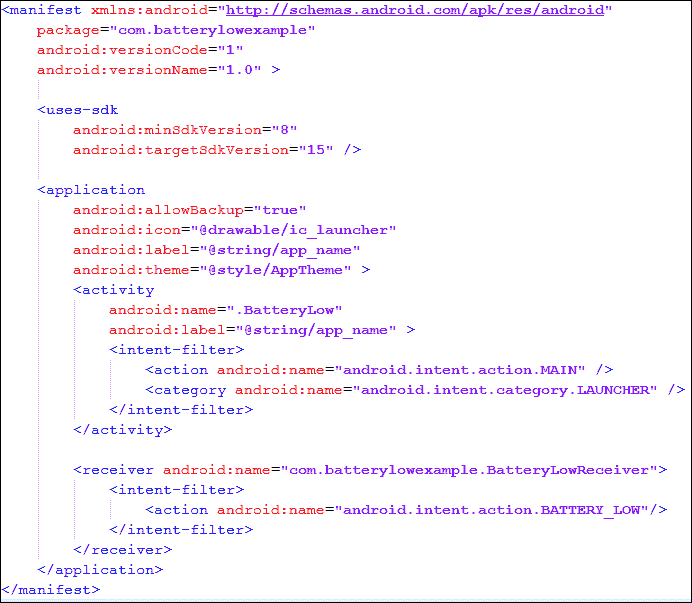 <manifest xmlns:android="http://schemas.android.com/apk/res/android"
    package="com.batterylowexample"
    android:versionCode="1"
    android:versionName="1.0" >
    <uses-sdk
        android:minSdkVersion="8"
        android:targetSdkVersion="15" />
    <application
        android:allowBackup="true"
        android:icon="@drawable/ic_launcher"
        android:label="@string/app_name"
        android:theme="@style/AppTheme" >
        <activity
            android:name=".BatteryLow"
            android:label="@string/app_name" >
            <intent-filter>
                <action android:name="android.intent.action.MAIN" />
                <category android:name="android.intent.category.LAUNCHER" />
            </intent-filter>
        </activity>
        <receiver android:name="com.batterylowexample.BatteryLowReceiver">
            <intent-filter>
                <action android:name="android.intent.action.BATTERY_LOW"/>
            </intent-filter>
        </receiver>
    </application>
</manifest>